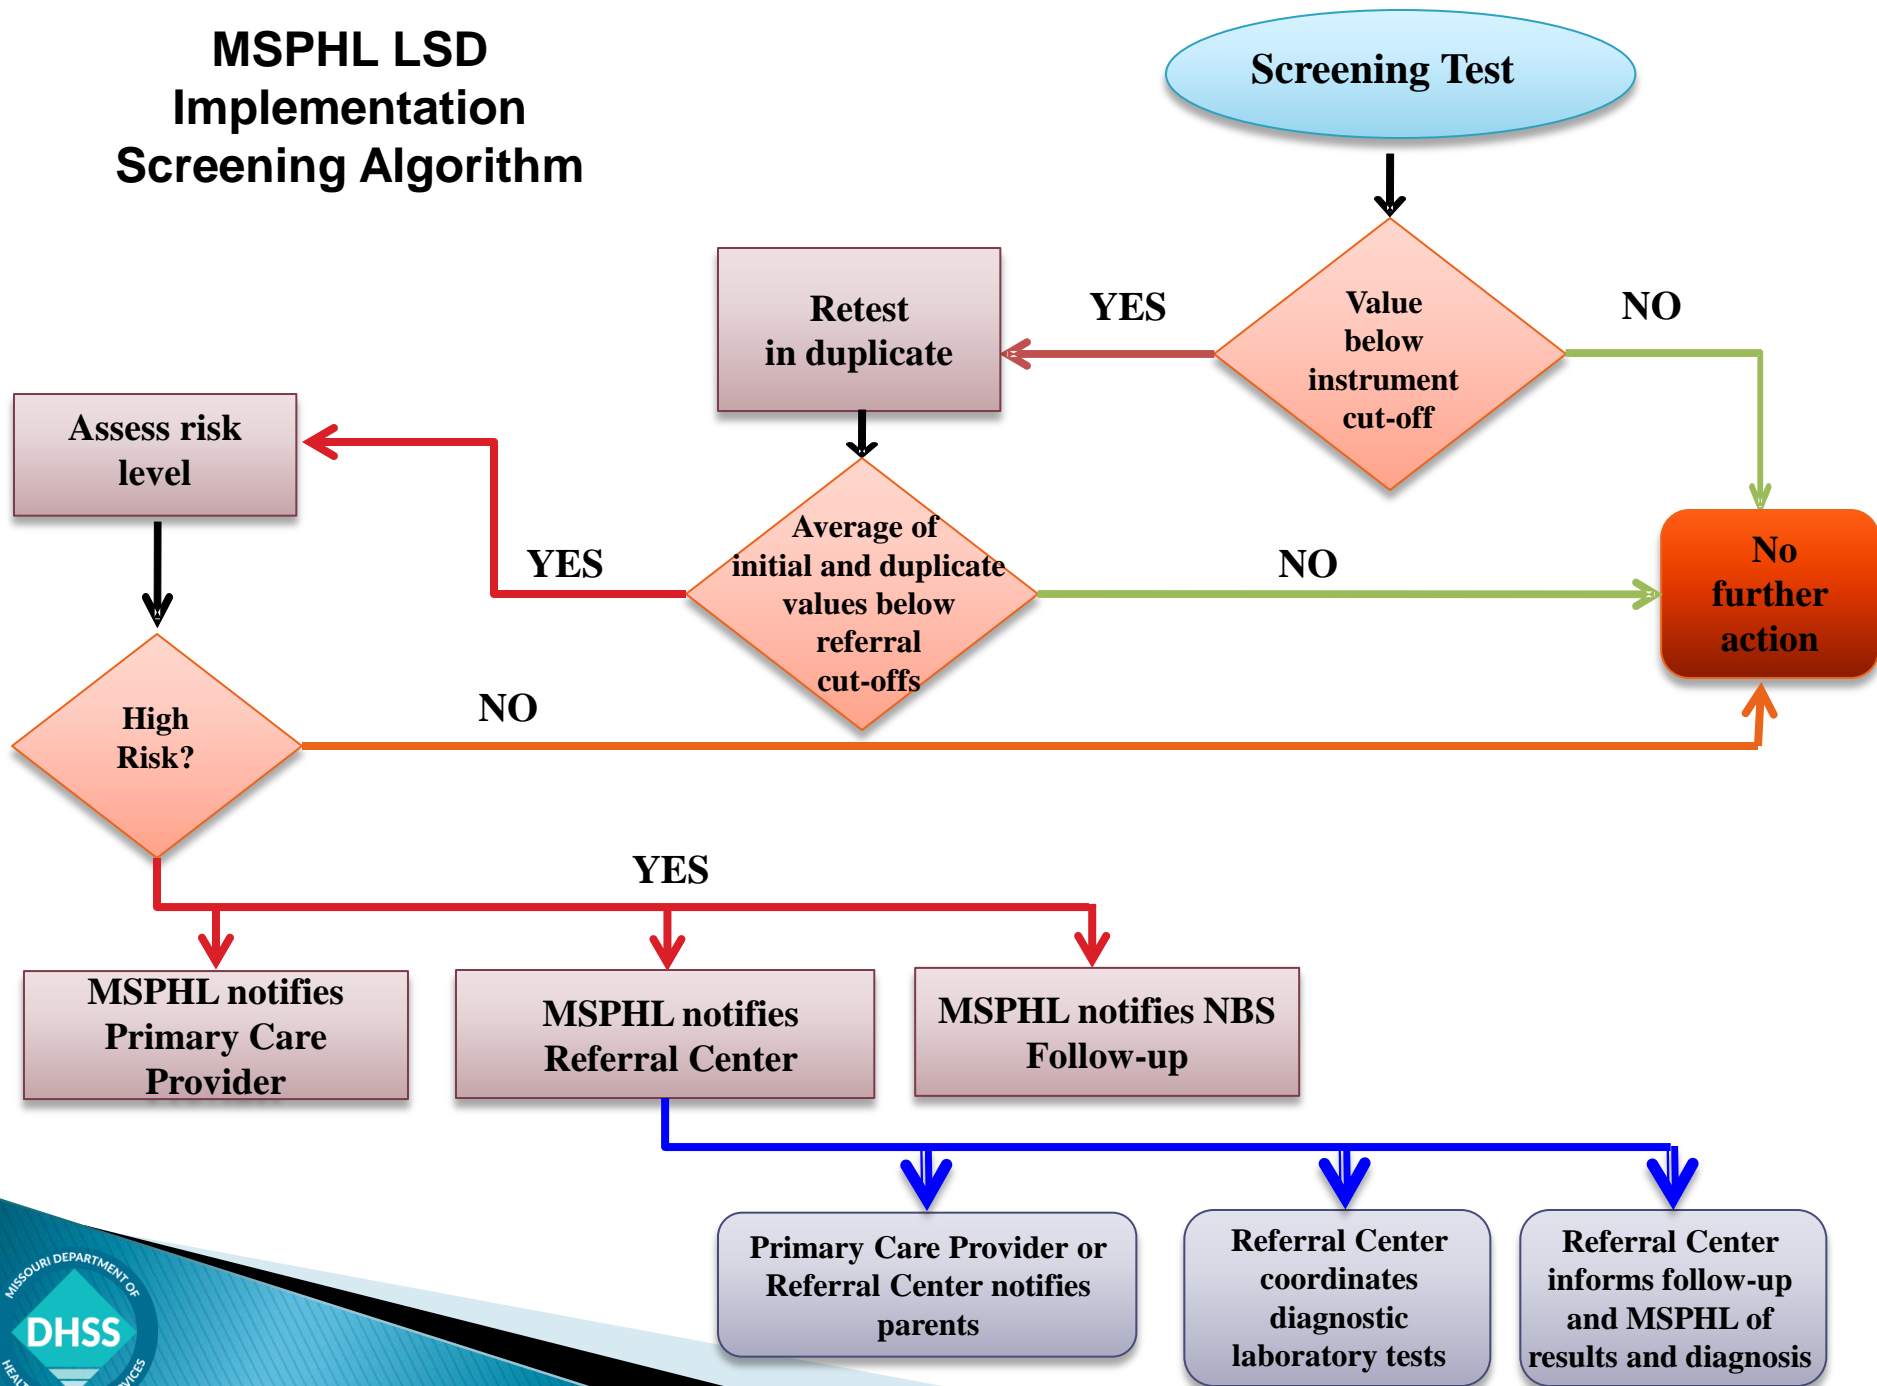 MSPHL LSD
Implementation
Screening Algorithm
Screening Test
Value
below
instrument
cut-off
YES
NO
Retest
in duplicate
Assess risk
level
Average of
initial and duplicate
values below
referral
cut-offs
YES
NO
No
further
action
High
Risk?
NO
YES
MSPHL notifies
Primary Care
Provider
MSPHL notifies
Referral Center
MSPHL notifies NBS
Follow-up
Primary Care Provider or
Referral Center notifies
parents
Referral Center
coordinates
diagnostic
laboratory tests
Referral Center
informs follow-up
and MSPHL of
results and diagnosis
MISSOURI DEPARTMENT OF
DHSS